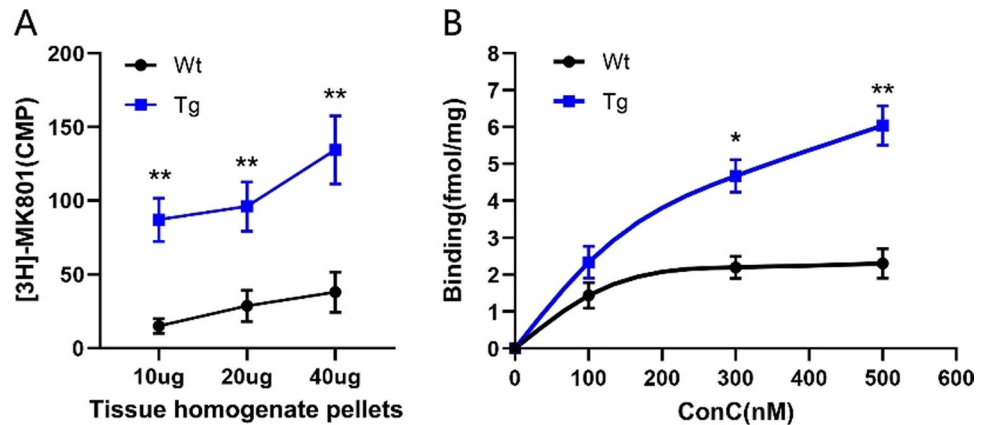 A
[3H]-MK801(CMP)
200
150
100
50
0
Wt
Tg
**
**
**
10ug 20ug 40ug
Tissue homogenate pellets
B
Binding(fmol/mg)
8
7
6
5
4
3
2
1
0
Wt
Tg
*
**
0 100 200 300 400 500 600
ConC(nM)